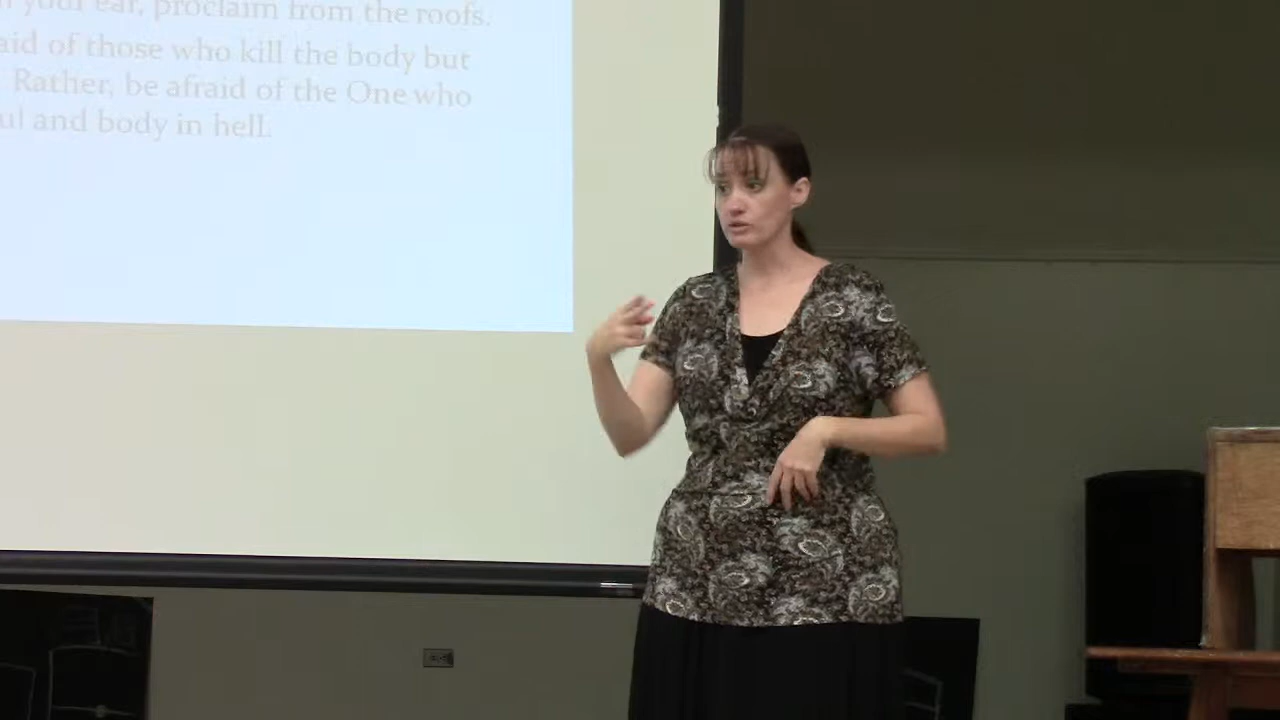 your ear, proclaim from the roofs.
aid of those who kill the body but
Rather, be afraid of the One who
ul and body in hell.